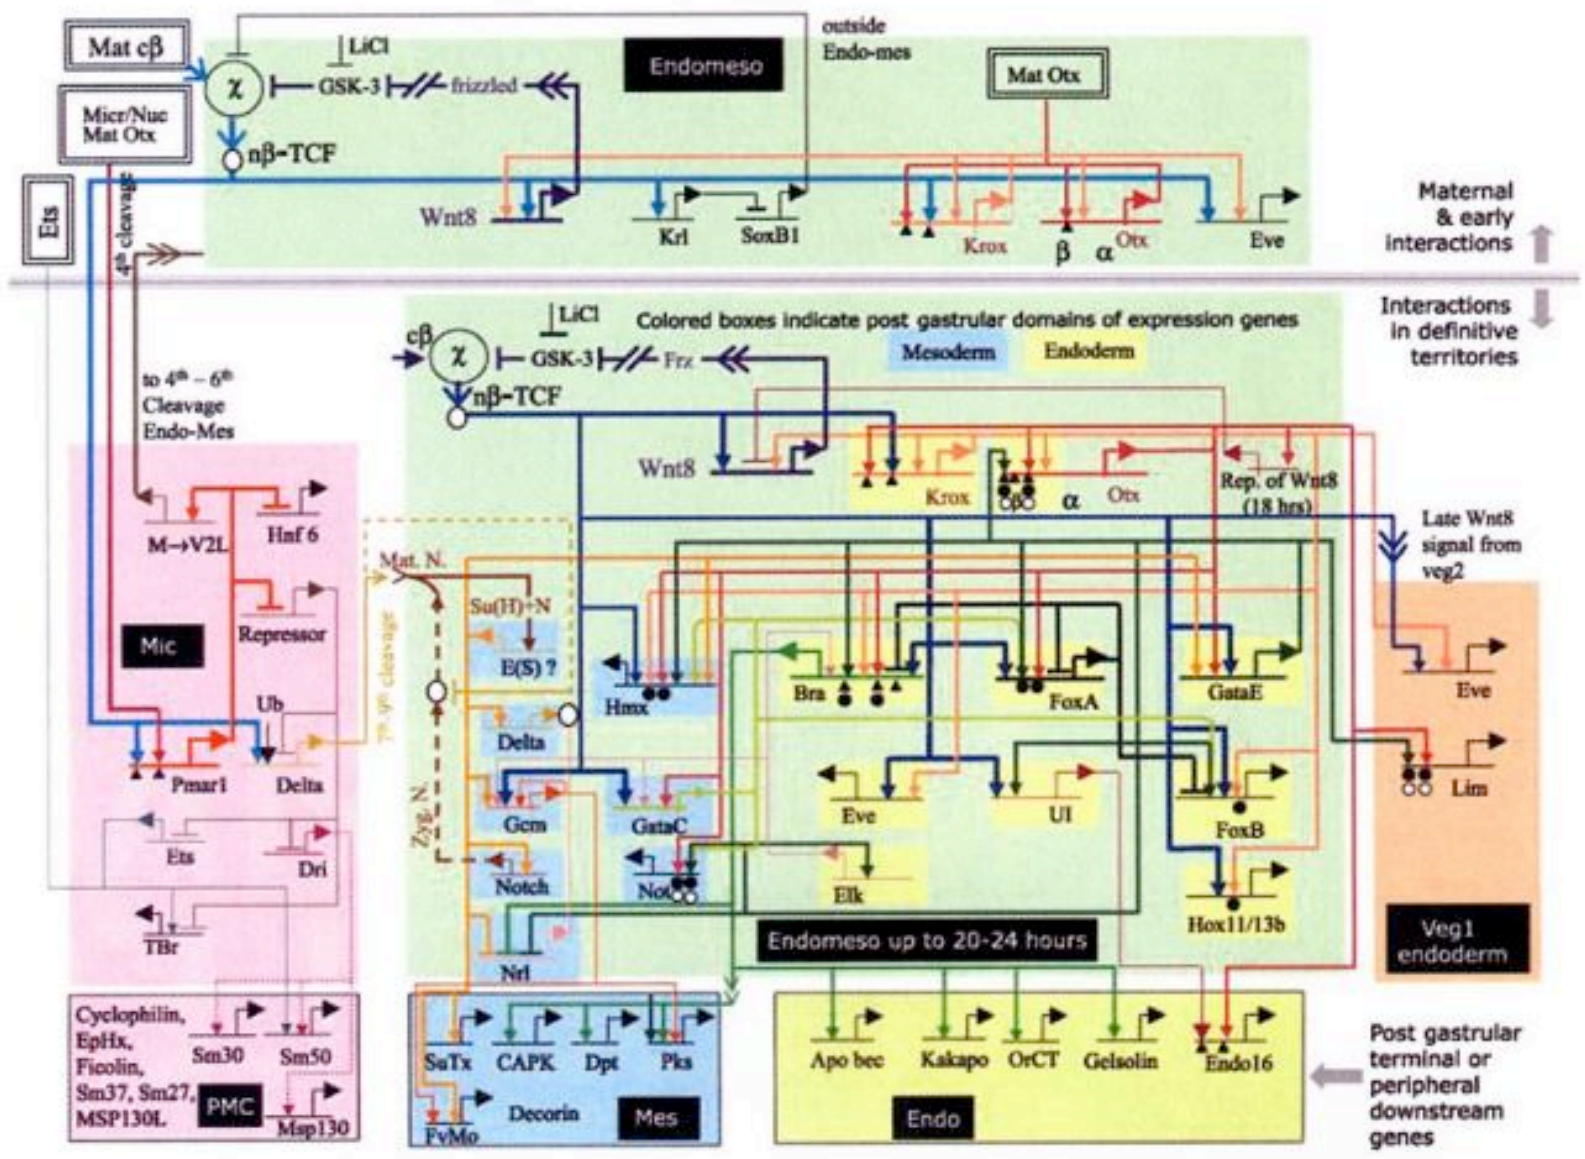 Mat cβ
χ
LiCl
GSK-3
frizzled
Endomeso
outside
Endo-mes
Mat Otx
Micr/Nuc
Mat Otx
nβ-TCF
Ets
4th cleavage
Wnt8
Krl
SoxB1
Krox
β
α
Otx
Eve
Maternal
& early
interactions
Interactions
in definitive
territories
cβ
χ
LiCl
GSK-3
Frz
Colored boxes indicate post gastrular domains of expression genes
Mesoderm
Endoderm
nβ-TCF
to 4th – 6th
Cleavage
Endo-Mes
Wnt8
Krox
β
α
Otx
Rep. of Wnt8
(18 hrs)
Late Wnt8
signal from
veg2
M→V2L
Hnf 6
Mat. N.
Su(H)+N
E(S) ?
Repressor
Mic
Hmx
Bra
FoxA
GataE
Eve
Ub
Delta
7th-9th cleavage
Pmar1
Delta
Lim
Gcm
GataC
Eve
UI
FoxB
Zyg. N.
Ets
Dri
Notch
Not
Elk
Hox11/13b
TBr
Nrl
Endomeso up to 20-24 hours
Veg1
endoderm
Cyclophilin,
EpHx,
Ficolin,
Sm37, Sm27,
MSP130L
Sm30
Sm50
PMC
Msp130
SuTx
CAPK
Dpt
Pks
FvMo
Decorin
Mes
Apo bec
Kakapo
OrCT
Gelsolin
Endo16
Endo
Post gastrular
terminal or
peripheral
downstream
genes